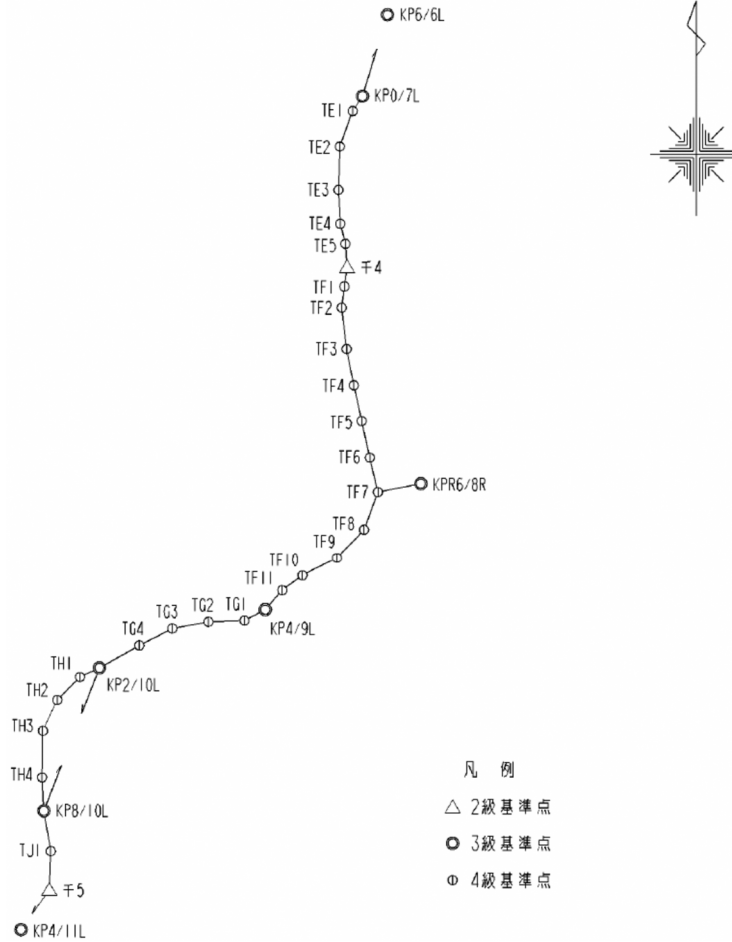 KP6/6L
KP0/7L
TE1
TE2
TE3
TE4
TE5
千4
TF1
TF2
TF3
TF4
TF5
TF6
KPR6/8R
TF7
TF8
TF9
TF10
TF11
KP4/9L
TG1
TG2
TG3
TG4
TH1
KP2/10L
TH2
TH3
TH4
KP8/10L
TJ1
千5
KP4/11L
凡 例
2級基準点
3級基準点
4級基準点